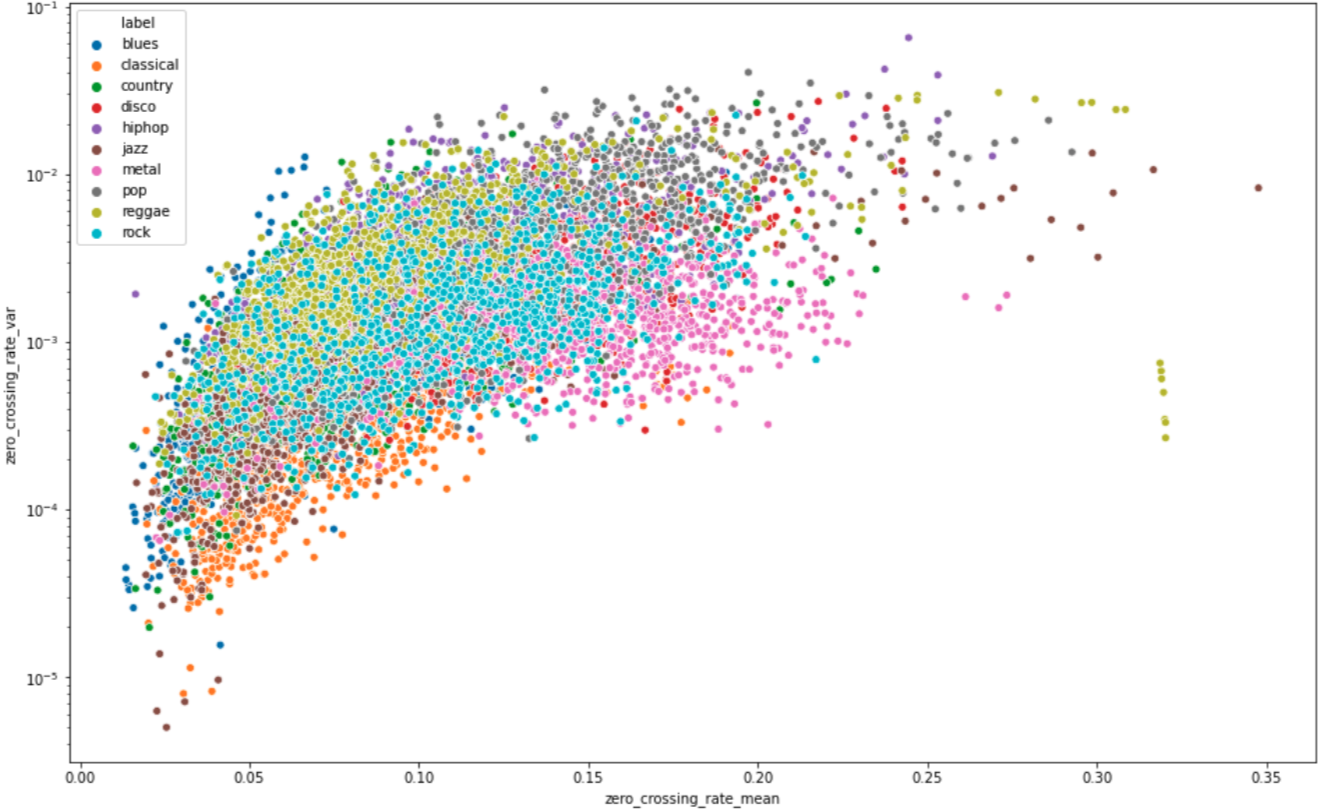 label
blues
classical
country
disco
hiphop
jazz
metal
pop
reggae
rock
10⁻¹
10⁻²
10⁻³
10⁻⁴
10⁻⁵
zero_crossing_rate_var
0.00 0.05 0.10 0.15 0.20 0.25 0.30 0.35
zero_crossing_rate_mean